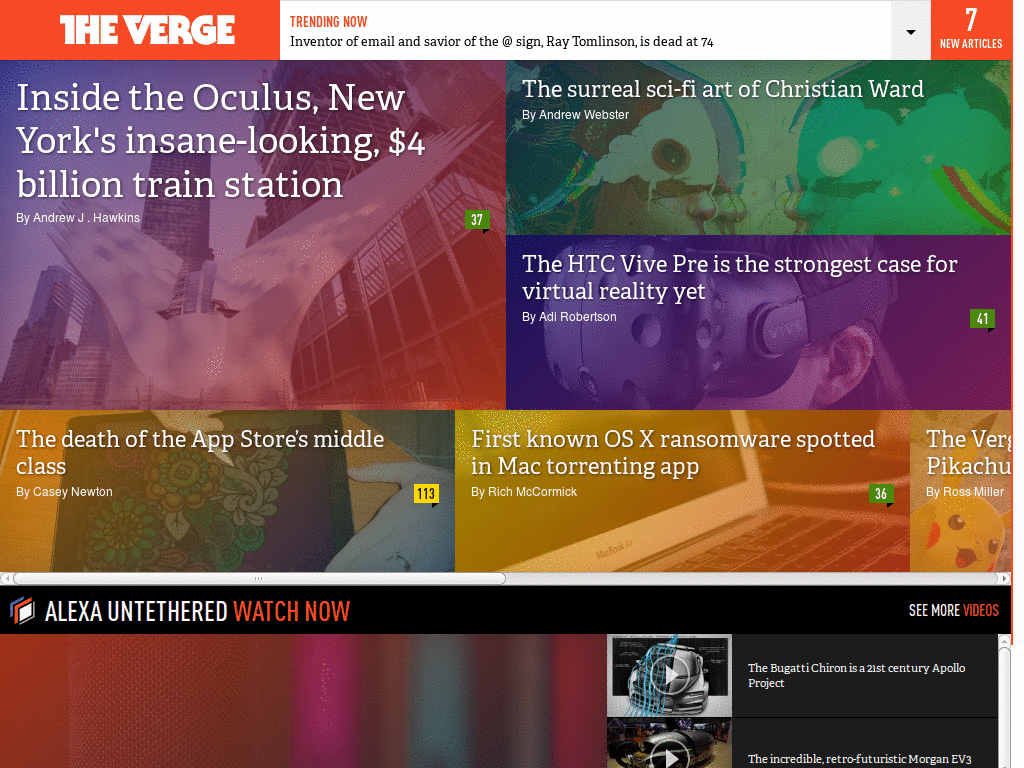 THE VERGE
TRENDING NOW
Inventor of email and savior of the @ sign, Ray Tomlinson, is dead at 74
7
NEW ARTICLES
Inside the Oculus, New
York's insane-looking, $4
billion train station
By Andrew J . Hawkins
37
The surreal sci-fi art of Christian Ward
By Andrew Webster
The HTC Vive Pre is the strongest case for
virtual reality yet
By Adi Robertson
41
The death of the App Store's middle
class
By Casey Newton
113
First known OS X ransomware spotted
in Mac torrenting app
By Rich McCormick
36
MacBook Air
The Verg
Pikachu
By Ross Miller
ALEXA UNTETHERED WATCH NOW
SEE MORE VIDEOS
The Bugatti Chiron is a 21st century Apollo
Project
The incredible, retro-futuristic Morgan EV3